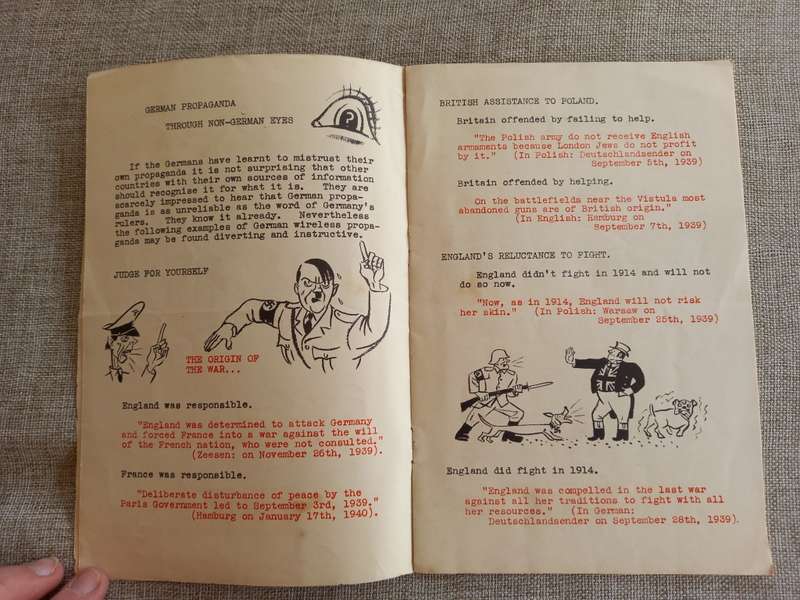 GERMAN PROPAGANDA
THROUGH NON-GERMAN EYES
?
If the Germans have learnt to mistrust their
own propaganda it is not surprising that other
countries with their own sources of information
should recognise it for what it is. They are
scarcely impressed to hear that German propa-
ganda is as unreliable as the word of Germany's
rulers. They know it already. Nevertheless
the following examples of German wireless propa-
ganda may be found diverting and instructive.
JUDGE FOR YOURSELF
THE ORIGIN OF
THE WAR...
England was responsible.
"England was determined to attack Germany
and forced France into a war against the will
of the French nation, who were not consulted."
(Zeesen: on November 26th, 1939).
France was responsible.
"Deliberate disturbance of peace by the
Paris Government led to September 3rd, 1939."
(Hamburg on January 17th, 1940).
BRITISH ASSISTANCE TO POLAND.
Britain offended by failing to help.
"The Polish army do not receive English
armaments because London Jews do not profit
by it." (In Polish: Deutschlandsender on
September 5th, 1939)
Britain offended by helping.
On the battlefields near the Vistula most
abandoned guns are of British origin."
(In English: Hamburg on
September 7th, 1939)
ENGLAND'S RELUCTANCE TO FIGHT.
England didn't fight in 1914 and will not
do so now.
"Now, as in 1914, England will not risk
her skin." (In Polish: Warsaw on
September 25th, 1939)
England did fight in 1914.
"England was compelled in the last war
against all her traditions to fight with all
her resources." (In German:
Deutschlandsender on September 28th, 1939).